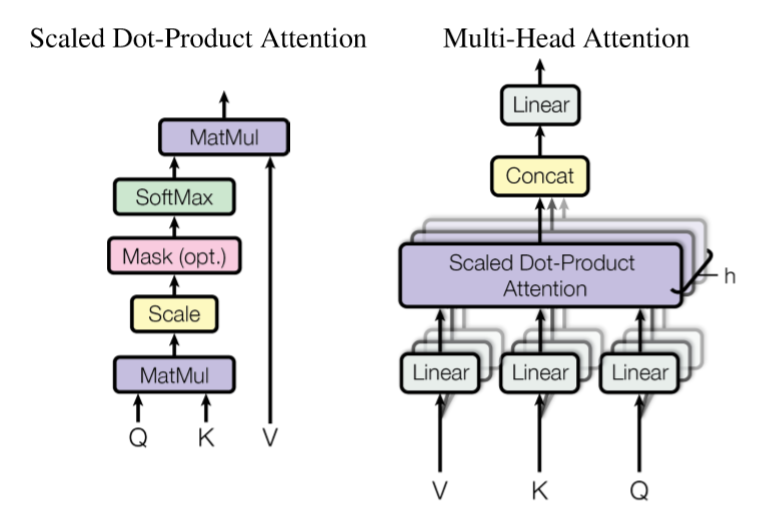 Scaled Dot-Product Attention
MatMul
SoftMax
Mask (opt.)
Scale
MatMul
Q K V
Multi-Head Attention
Linear
Concat
Scaled Dot-Product
Attention
h
Linear Linear Linear
V K Q